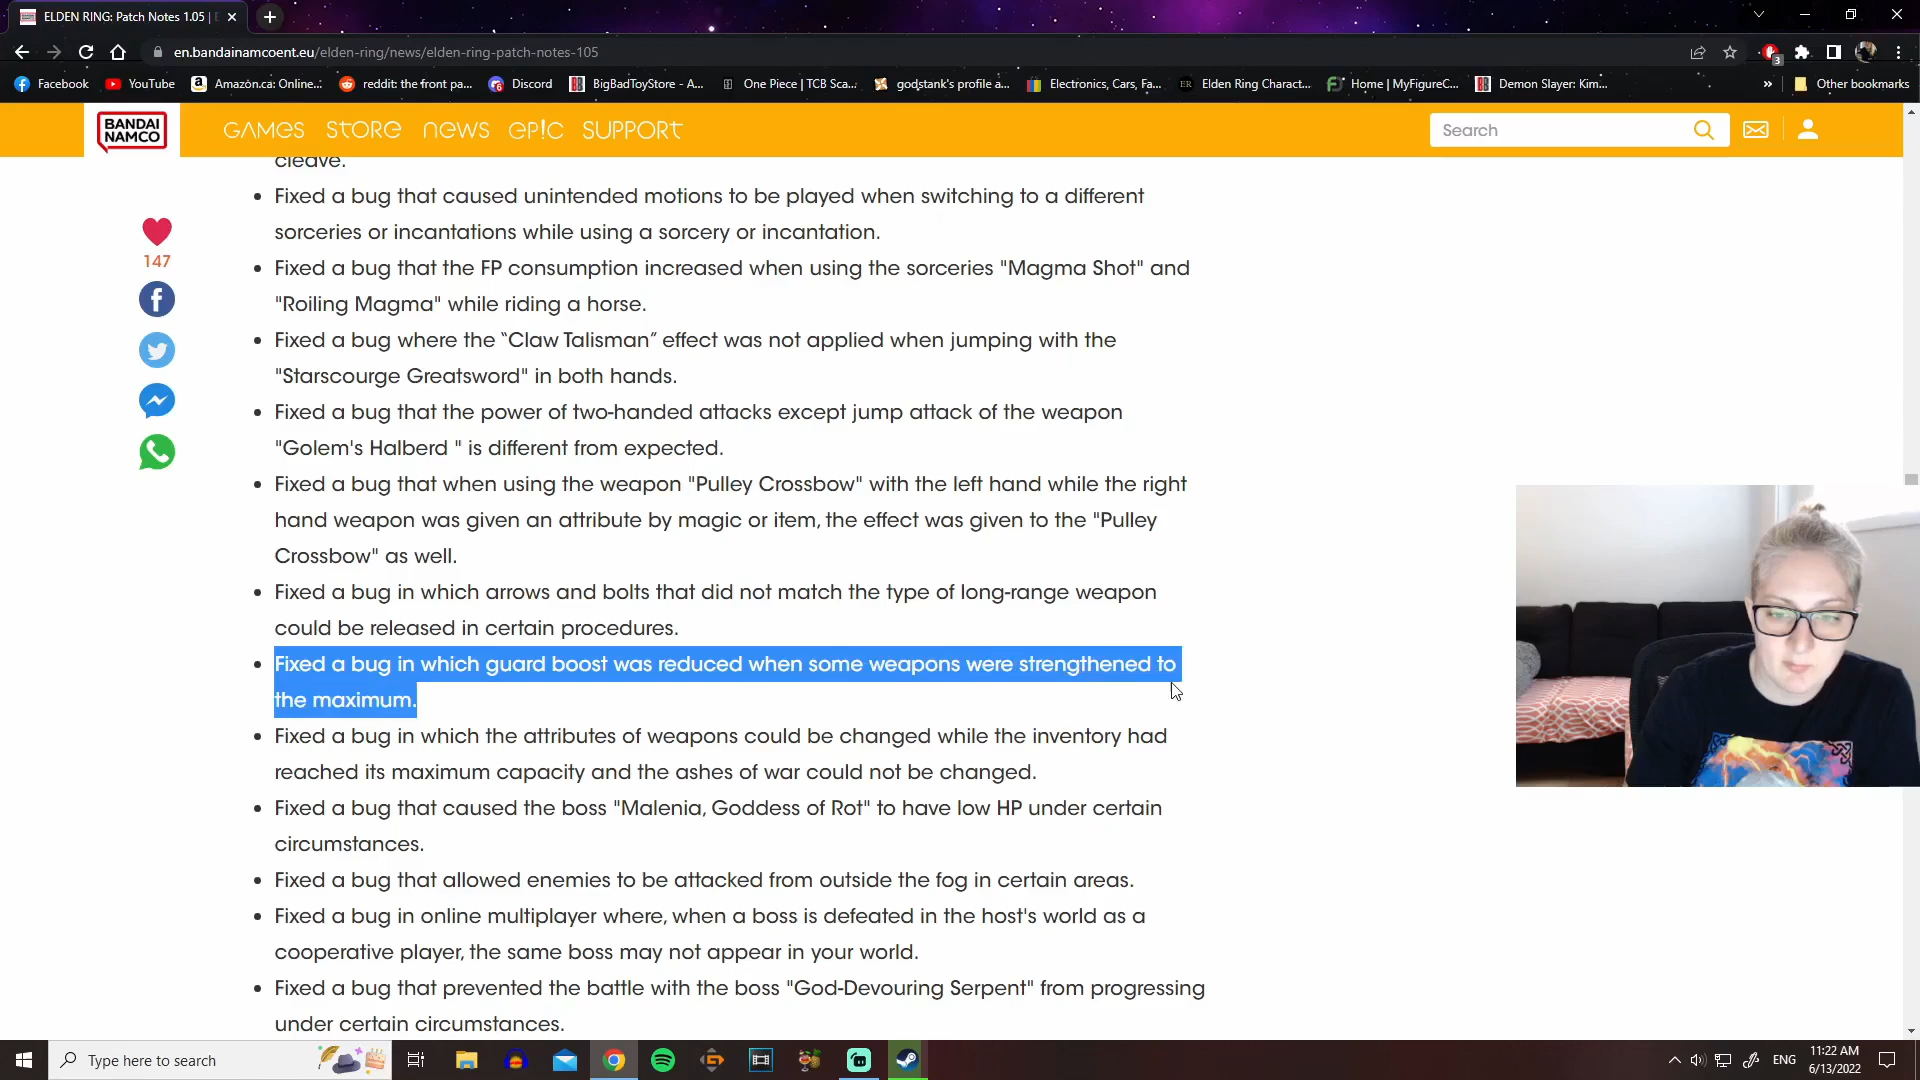 ELDEN RING: Patch Notes 1.05 |
en.bandainamcoent.eu/elden-ring/news/elden-ring-patch-notes-105
3
Facebook YouTube Amazon.ca: Online... reddit: the front pa... Discord BigBadToyStore - A... One Piece | TCB Sca... godstank's profile a... Electronics, Cars, Fa... Elden Ring Charact... Home | MyFigureC... Demon Slayer: Kim... » Other bookmarks
BANDAI
NAMCO
GAMES STORE NEWS EP!C SUPPORT
Search
cleave.
• Fixed a bug that caused unintended motions to be played when switching to a different
sorceries or incantations while using a sorcery or incantation.
147
• Fixed a bug that the FP consumption increased when using the sorceries "Magma Shot" and
"Roiling Magma" while riding a horse.
• Fixed a bug where the “Claw Talisman” effect was not applied when jumping with the
"Starscourge Greatsword" in both hands.
• Fixed a bug that the power of two-handed attacks except jump attack of the weapon
"Golem's Halberd " is different from expected.
• Fixed a bug that when using the weapon "Pulley Crossbow" with the left hand while the right
hand weapon was given an attribute by magic or item, the effect was given to the "Pulley
Crossbow" as well.
• Fixed a bug in which arrows and bolts that did not match the type of long-range weapon
could be released in certain procedures.
• Fixed a bug in which guard boost was reduced when some weapons were strengthened to
the maximum.
• Fixed a bug in which the attributes of weapons could be changed while the inventory had
reached its maximum capacity and the ashes of war could not be changed.
• Fixed a bug that caused the boss "Malenia, Goddess of Rot" to have low HP under certain
circumstances.
• Fixed a bug that allowed enemies to be attacked from outside the fog in certain areas.
• Fixed a bug in online multiplayer where, when a boss is defeated in the host's world as a
cooperative player, the same boss may not appear in your world.
• Fixed a bug that prevented the battle with the boss "God-Devouring Serpent" from progressing
under certain circumstances.
Type here to search
ENG
11:22 AM
6/13/2022